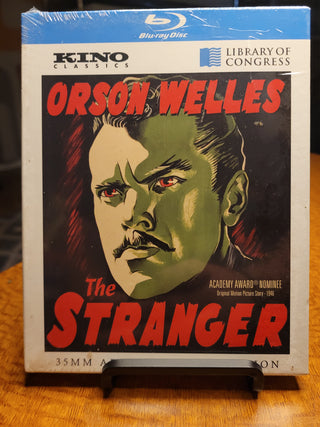 Blu-ray Disc
KINO
CLASSICS
LIBRARY OF
CONGRESS
ORSON WELLES
ACADEMY AWARD® NOMINEE
Original Motion Picture Story - 1946
The
STRANGER
35MM